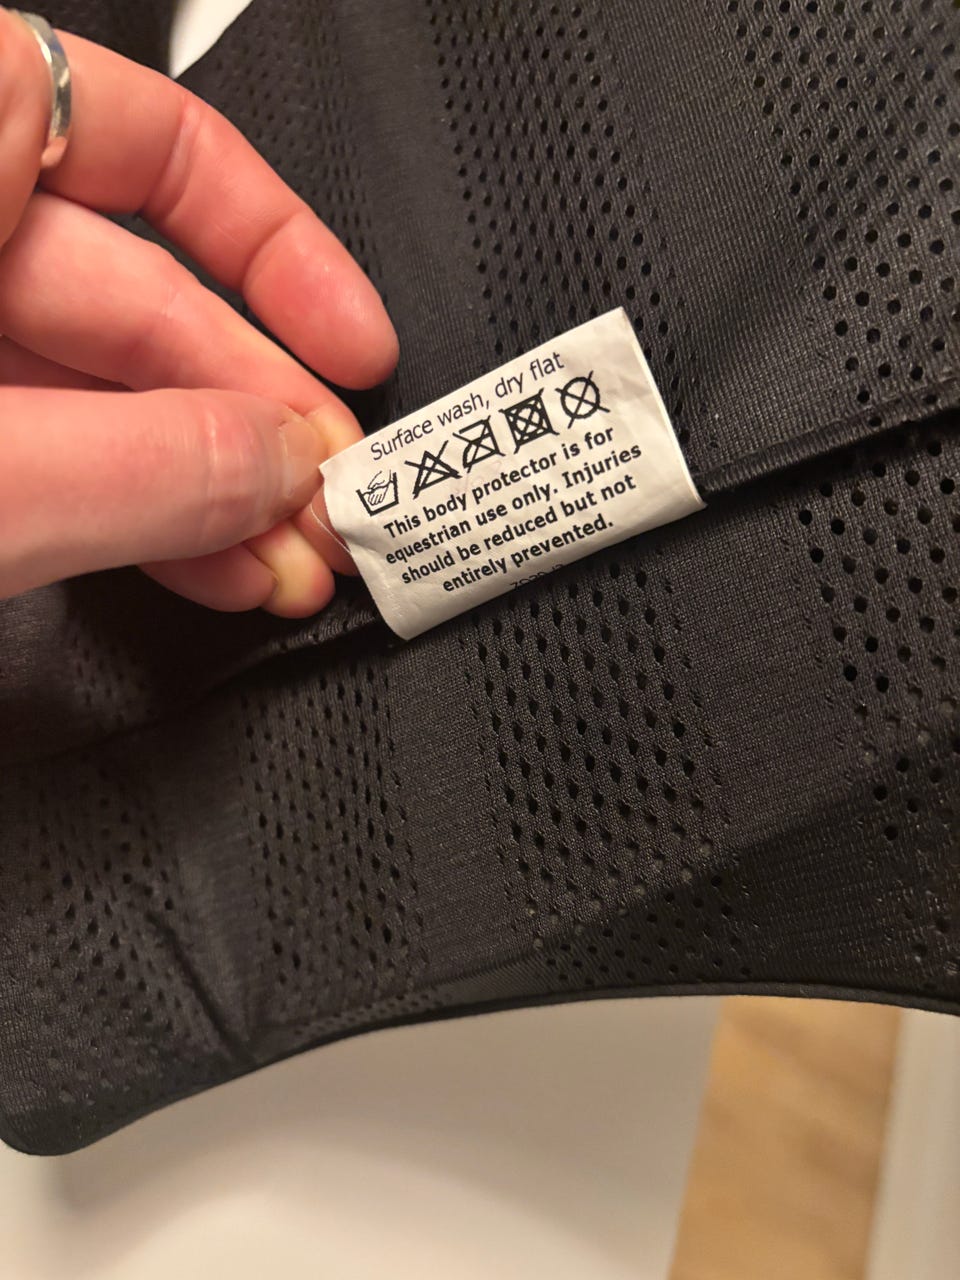 Surface wash, dry flat
This body protector is for
equestrian use only. Injuries
should be reduced but not
entirely prevented.